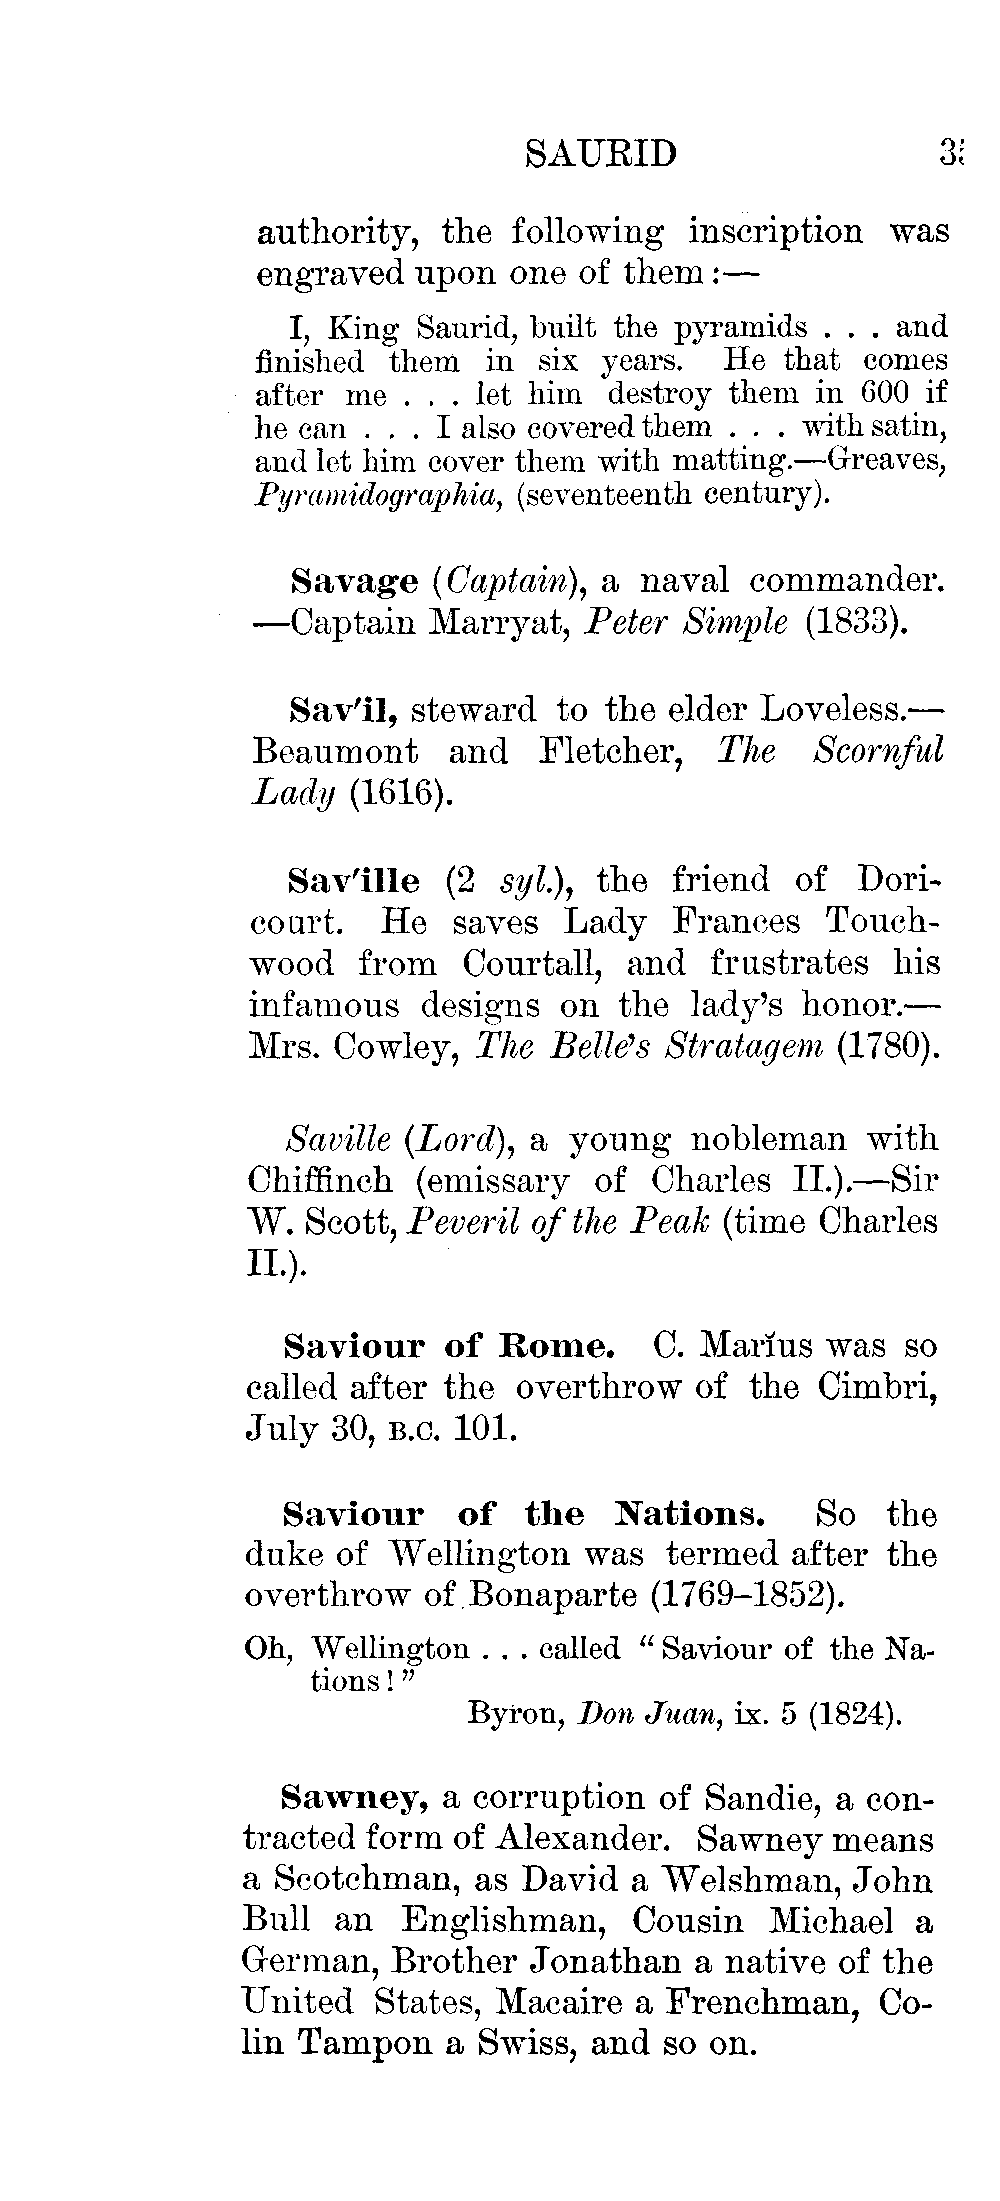 SAURID
authority, the following inscription was
engraved upon one of them :—
I, King Saurid, built the pyramids . . . and
finished them in six years. He that comes
after me . . . let him destroy them in 600 if
he can . . . I also covered them . . . with satin,
and let him cover them with matting.—Greaves,
Pyramidographia, (seventeenth century).
Savage (Captain), a naval commander.
—Captain Marryat, Peter Simple (1833).
Sav'il, steward to the elder Loveless.—
Beaumont and Fletcher, The Scornful
Lady (1616).
Sav'ille (2 syl.), the friend of Dori-
court. He saves Lady Frances Touch-
wood from Courtall, and frustrates his
infamous designs on the lady's honor.—
Mrs. Cowley, The Belle's Stratagem (1780).
Saville (Lord), a young nobleman with
Chiffinch (emissary of Charles II.).—Sir
W. Scott, Peveril of the Peak (time Charles
II.).
Saviour of Rome. C. Marĭus was so
called after the overthrow of the Cimbri,
July 30, B.C. 101.
Saviour of the Nations. So the
duke of Wellington was termed after the
overthrow of Bonaparte (1769–1852).
Oh, Wellington . . . called “Saviour of the Na-
tions!”
Byron, Don Juan, ix. 5 (1824).
Sawney, a corruption of Sandie, a con-
tracted form of Alexander. Sawney means
a Scotchman, as David a Welshman, John
Bull an Englishman, Cousin Michael a
German, Brother Jonathan a native of the
United States, Macaire a Frenchman, Co-
lin Tampon a Swiss, and so on.